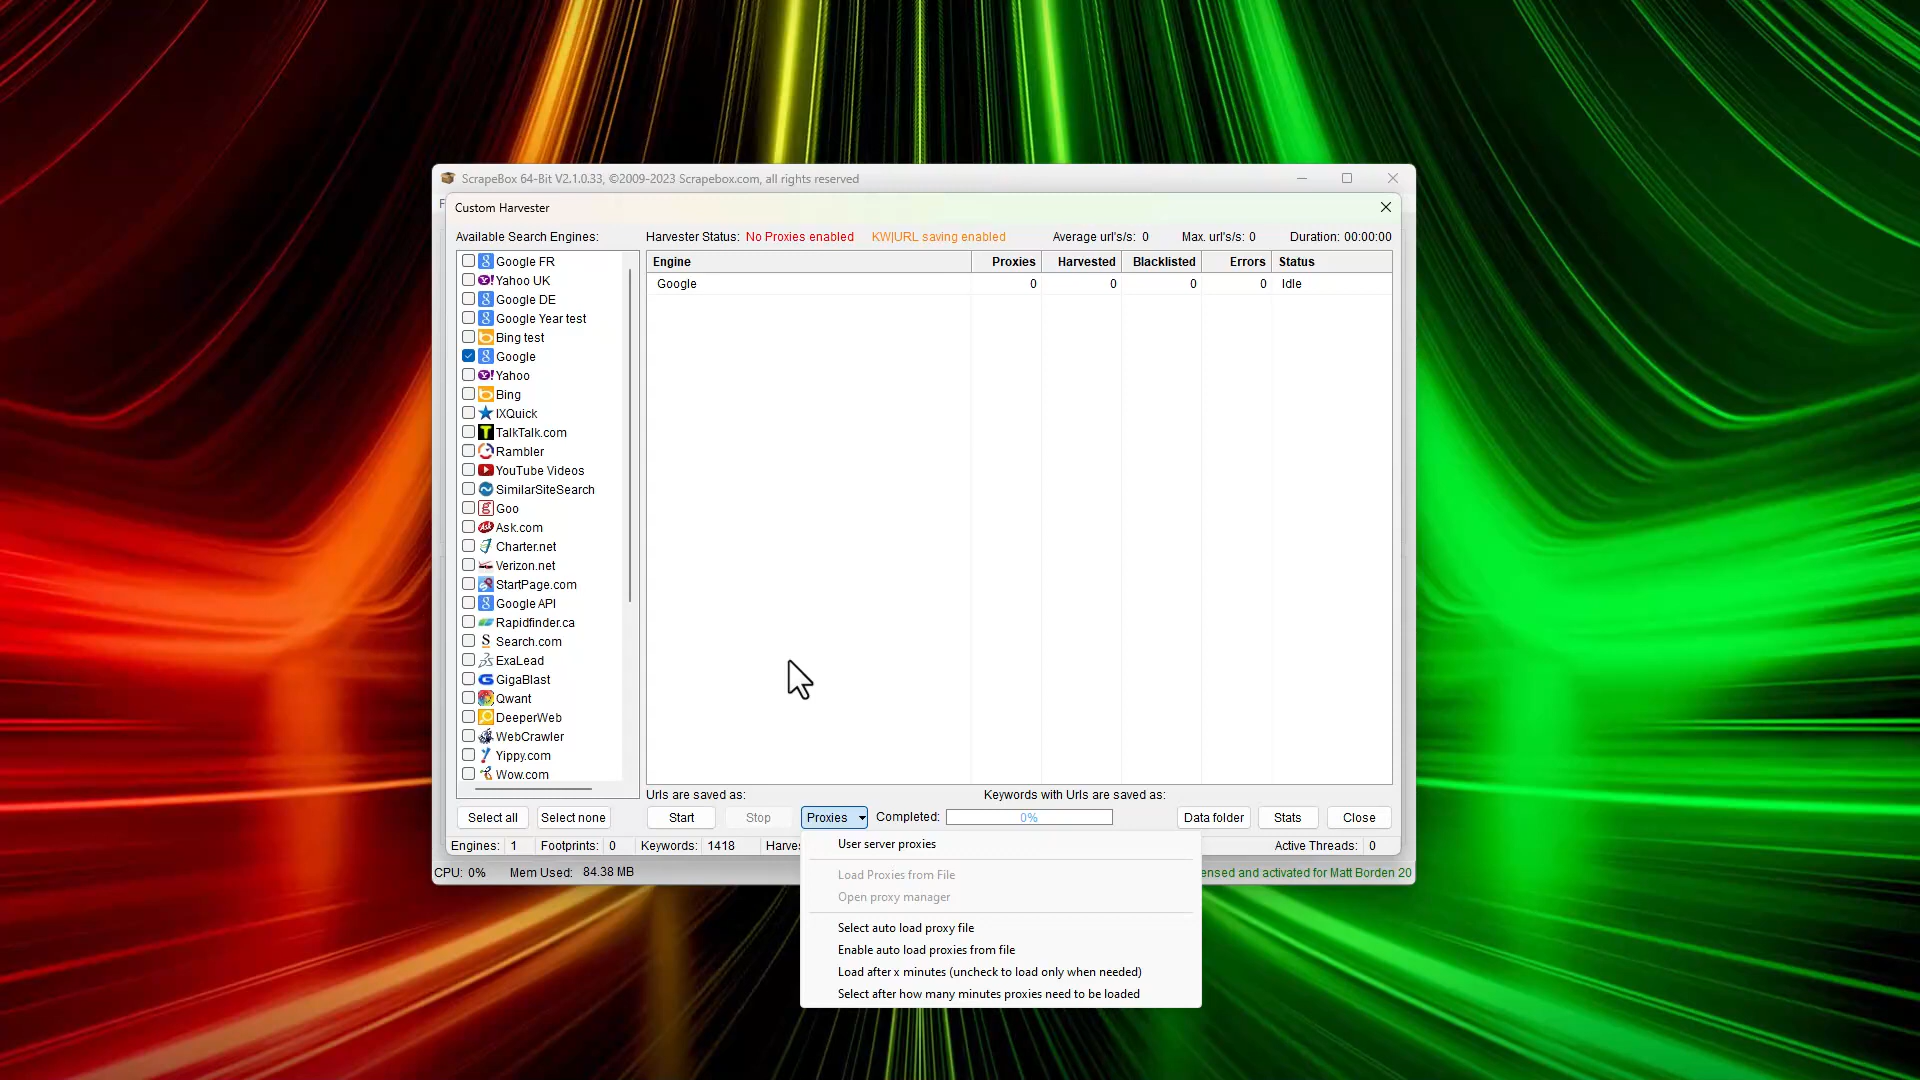 ScrapeBox 64-Bit V2.1.0.33, ©2009-2023 Scrapebox.com, all rights reserved
F
Custom Harvester
Available Search Engines:
Harvester Status: No Proxies enabled KW|URL saving enabled Average url's/s: 0 Max. url's/s: 0 Duration: 00:00:00
Engine Proxies Harvested Blacklisted Errors Status
Google 0 0 0 0 Idle
Google FR
Yahoo UK
Google DE
Google Year test
Bing test
Google
Yahoo
Bing
IXQuick
TalkTalk.com
Rambler
YouTube Videos
SimilarSiteSearch
Goo
Ask.com
Charter.net
Verizon.net
StartPage.com
Google API
Rapidfinder.ca
Search.com
ExaLead
GigaBlast
Qwant
DeeperWeb
WebCrawler
Yippy.com
Wow.com
Urls are saved as: Keywords with Urls are saved as:
Select all Select none Start Stop Proxies Completed: 0% Data folder Stats Close
Engines: 1 Footprints: 0 Keywords: 1418 Harves Active Threads: 0
CPU: 0% Mem Used: 84.38 MB ensed and activated for Matt Borden 20
User server proxies
Load Proxies from File
Open proxy manager
Select auto load proxy file
Enable auto load proxies from file
Load after x minutes (uncheck to load only when needed)
Select after how many minutes proxies need to be loaded